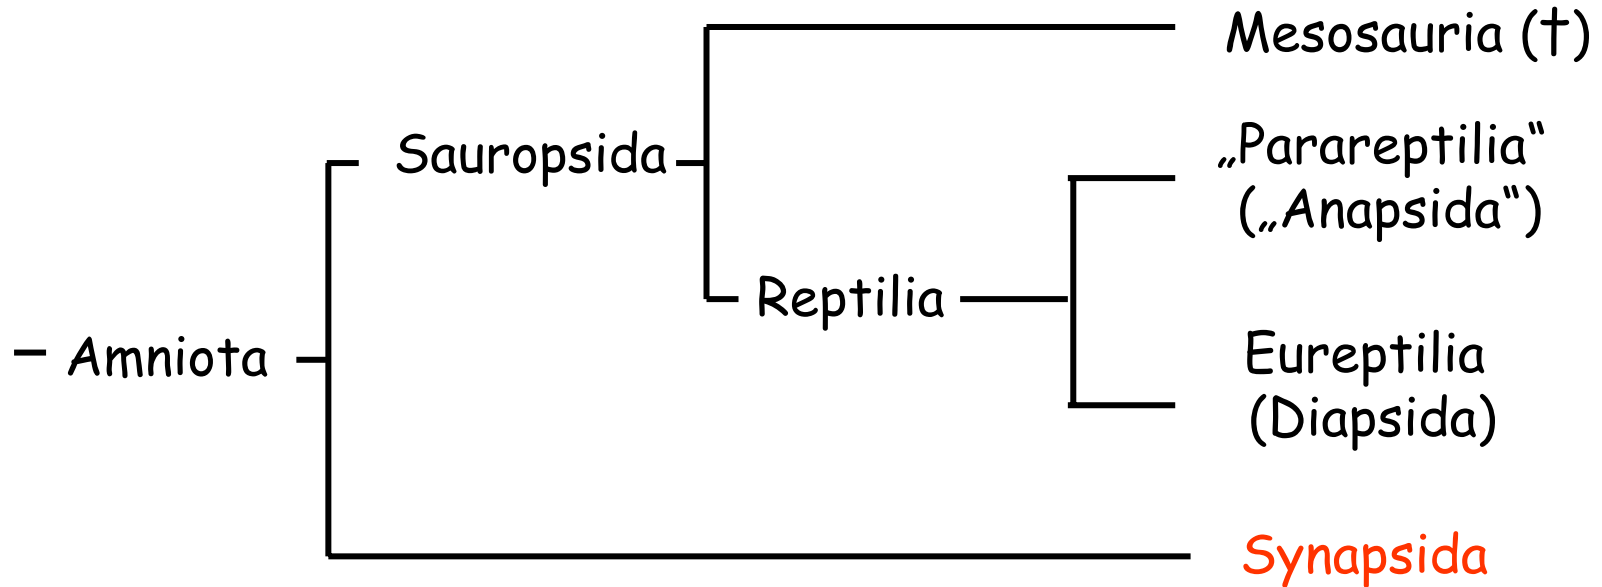 Mesosauria (†)
Sauropsida
„Parareptilia“
(„Anapsida“)
Reptilia
Amniota
Eureptilia
(Diapsida)
Synapsida